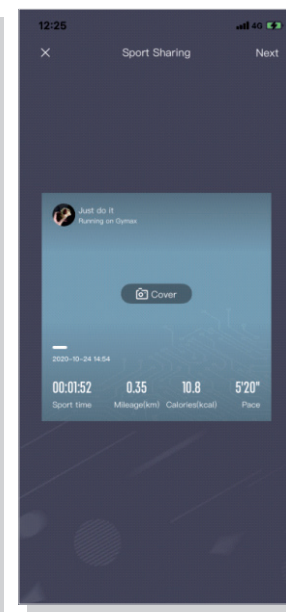 12:25 4G
× Sport Sharing Next
Just do it
Running on Gymax
Cover
2020-10-24 14:54
00:01:52 0.35 10.8 5'20"
Sport time Mileage(km) Calories(kcal) Pace